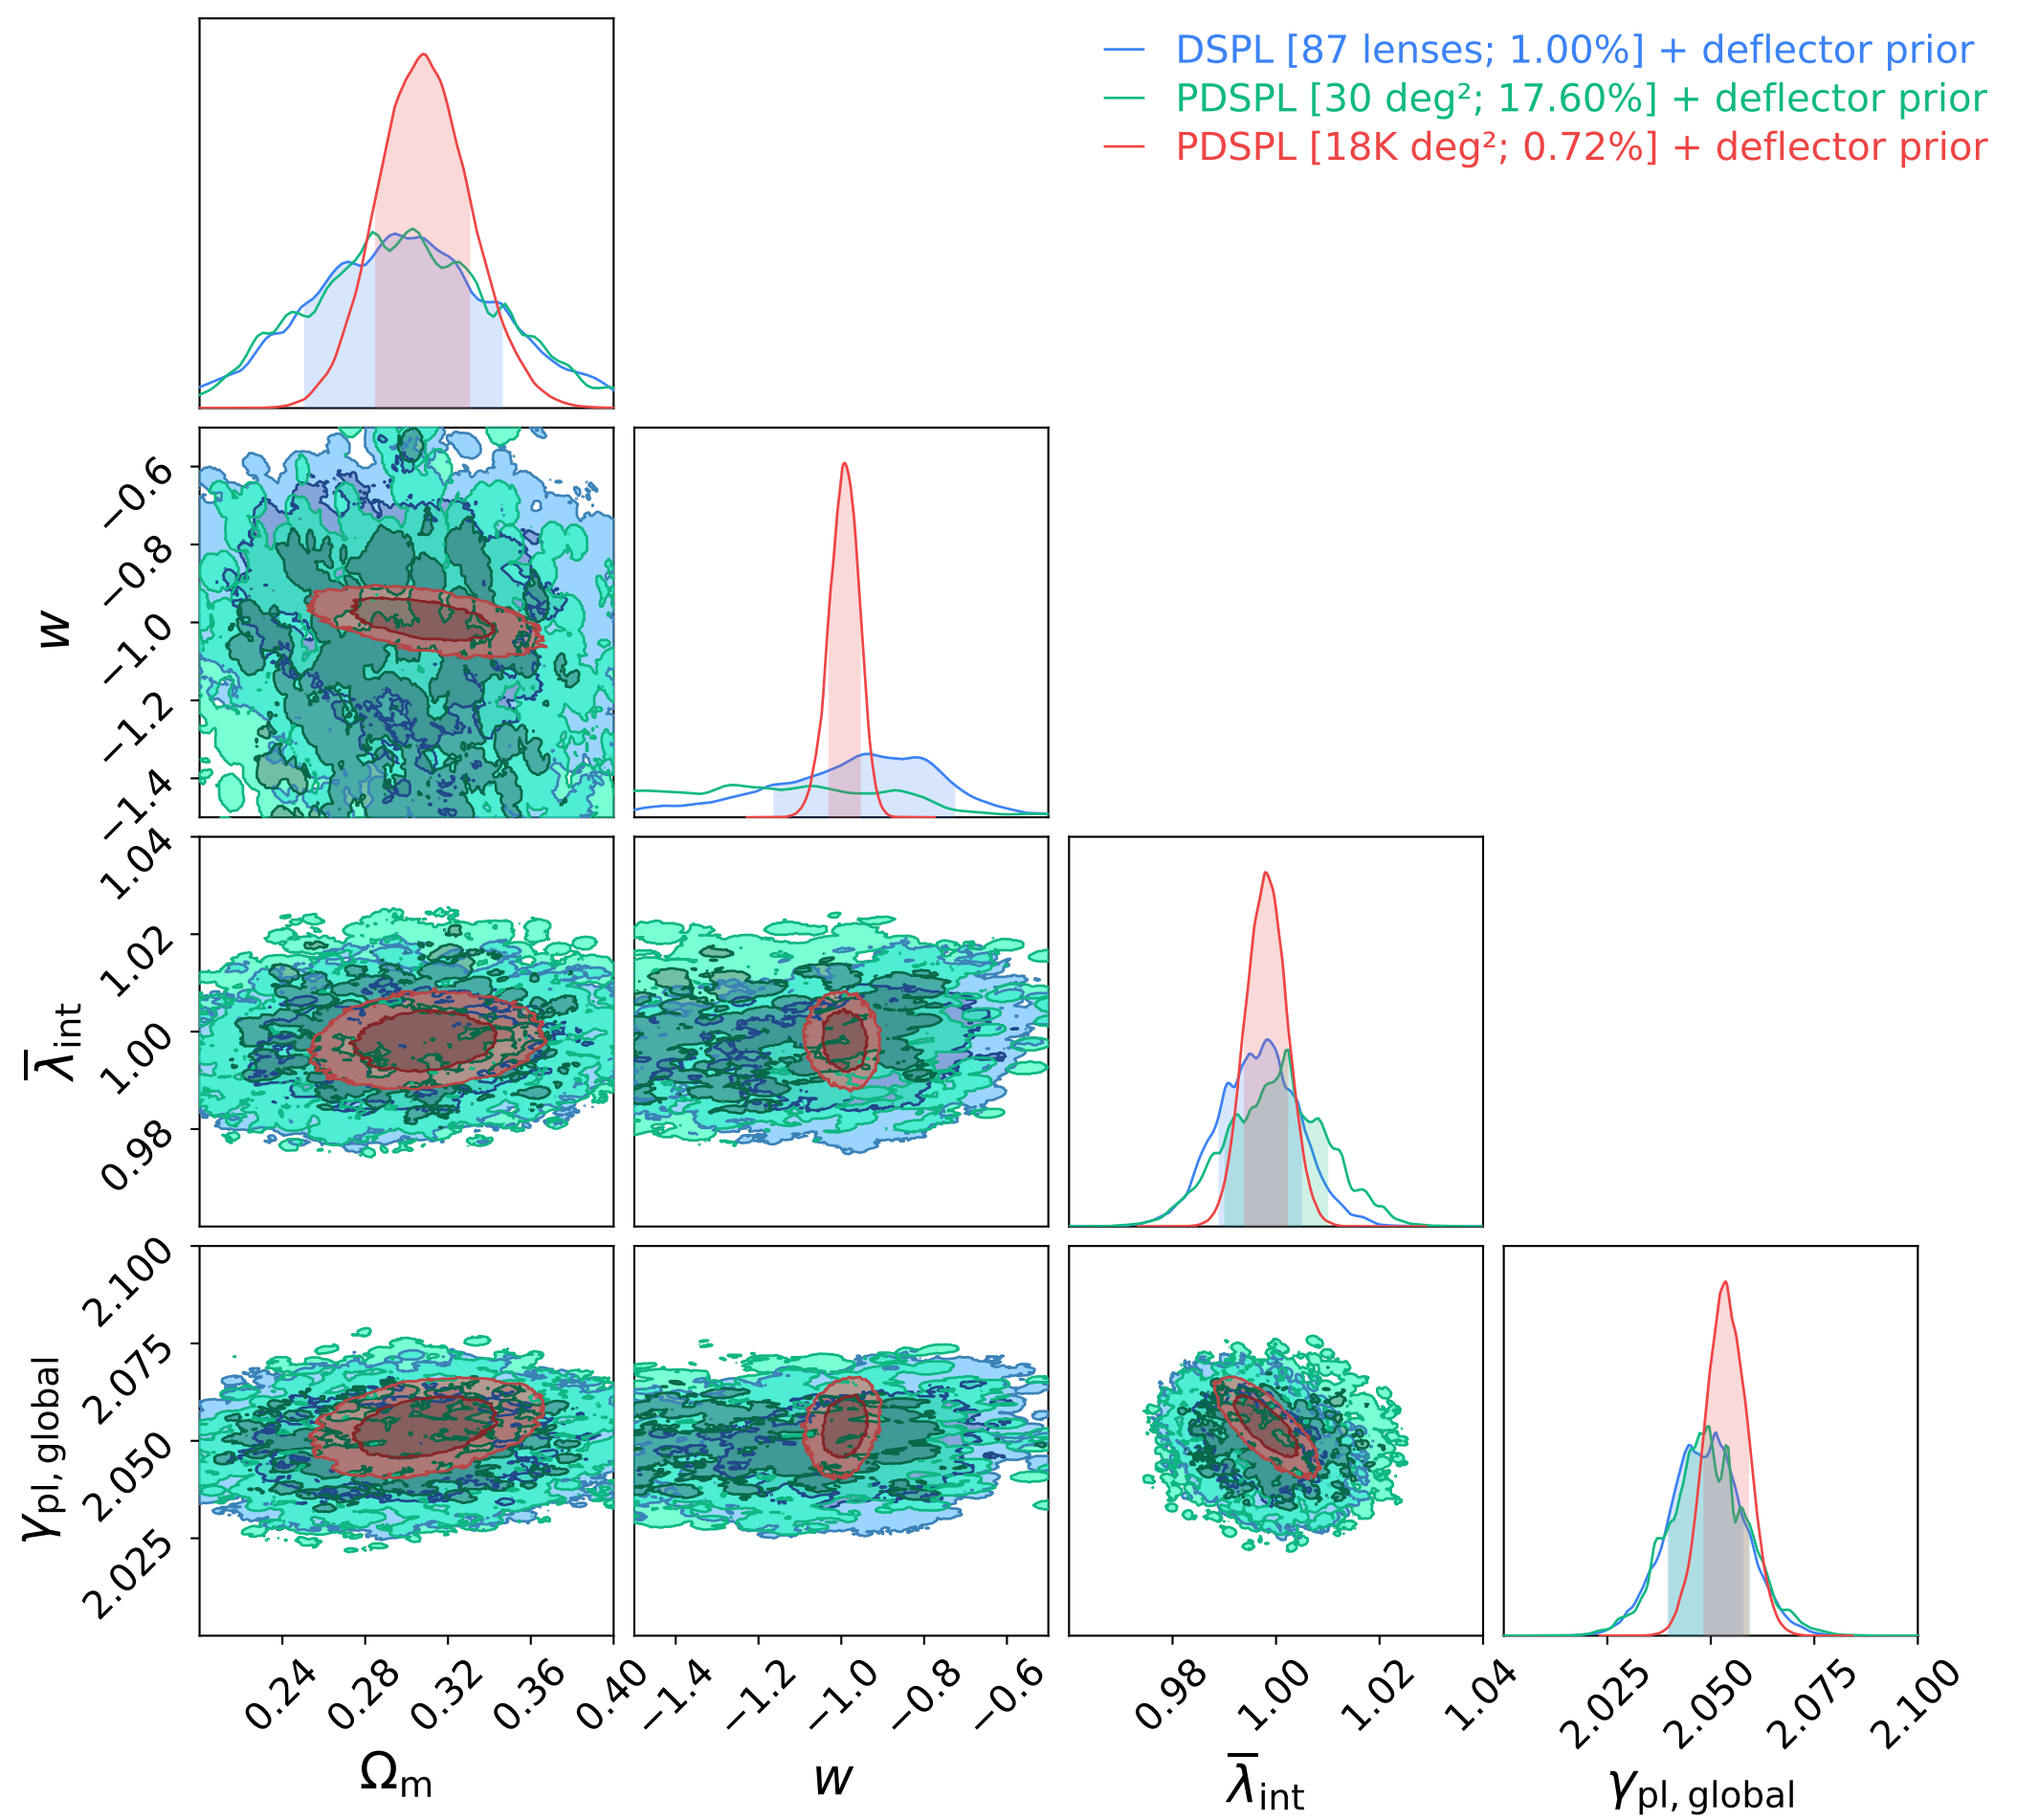 DSPL [87 lenses; 1.00%] + deflector prior
PDSPL [30 deg²; 17.60%] + deflector prior
PDSPL [18K deg²; 0.72%] + deflector prior
−0.6
−0.8
−1.0
−1.2
−1.4
w
1.04
1.02
1.00
0.98
λ̅int
2.100
2.075
2.050
2.025
γpl, global
0.24 0.28 0.32 0.36 0.40 −1.4 −1.2 −1.0 −0.8 −0.6 0.98 1.00 1.02 1.04 2.025 2.050 2.075 2.100
Ωm w λ̅int γpl, global